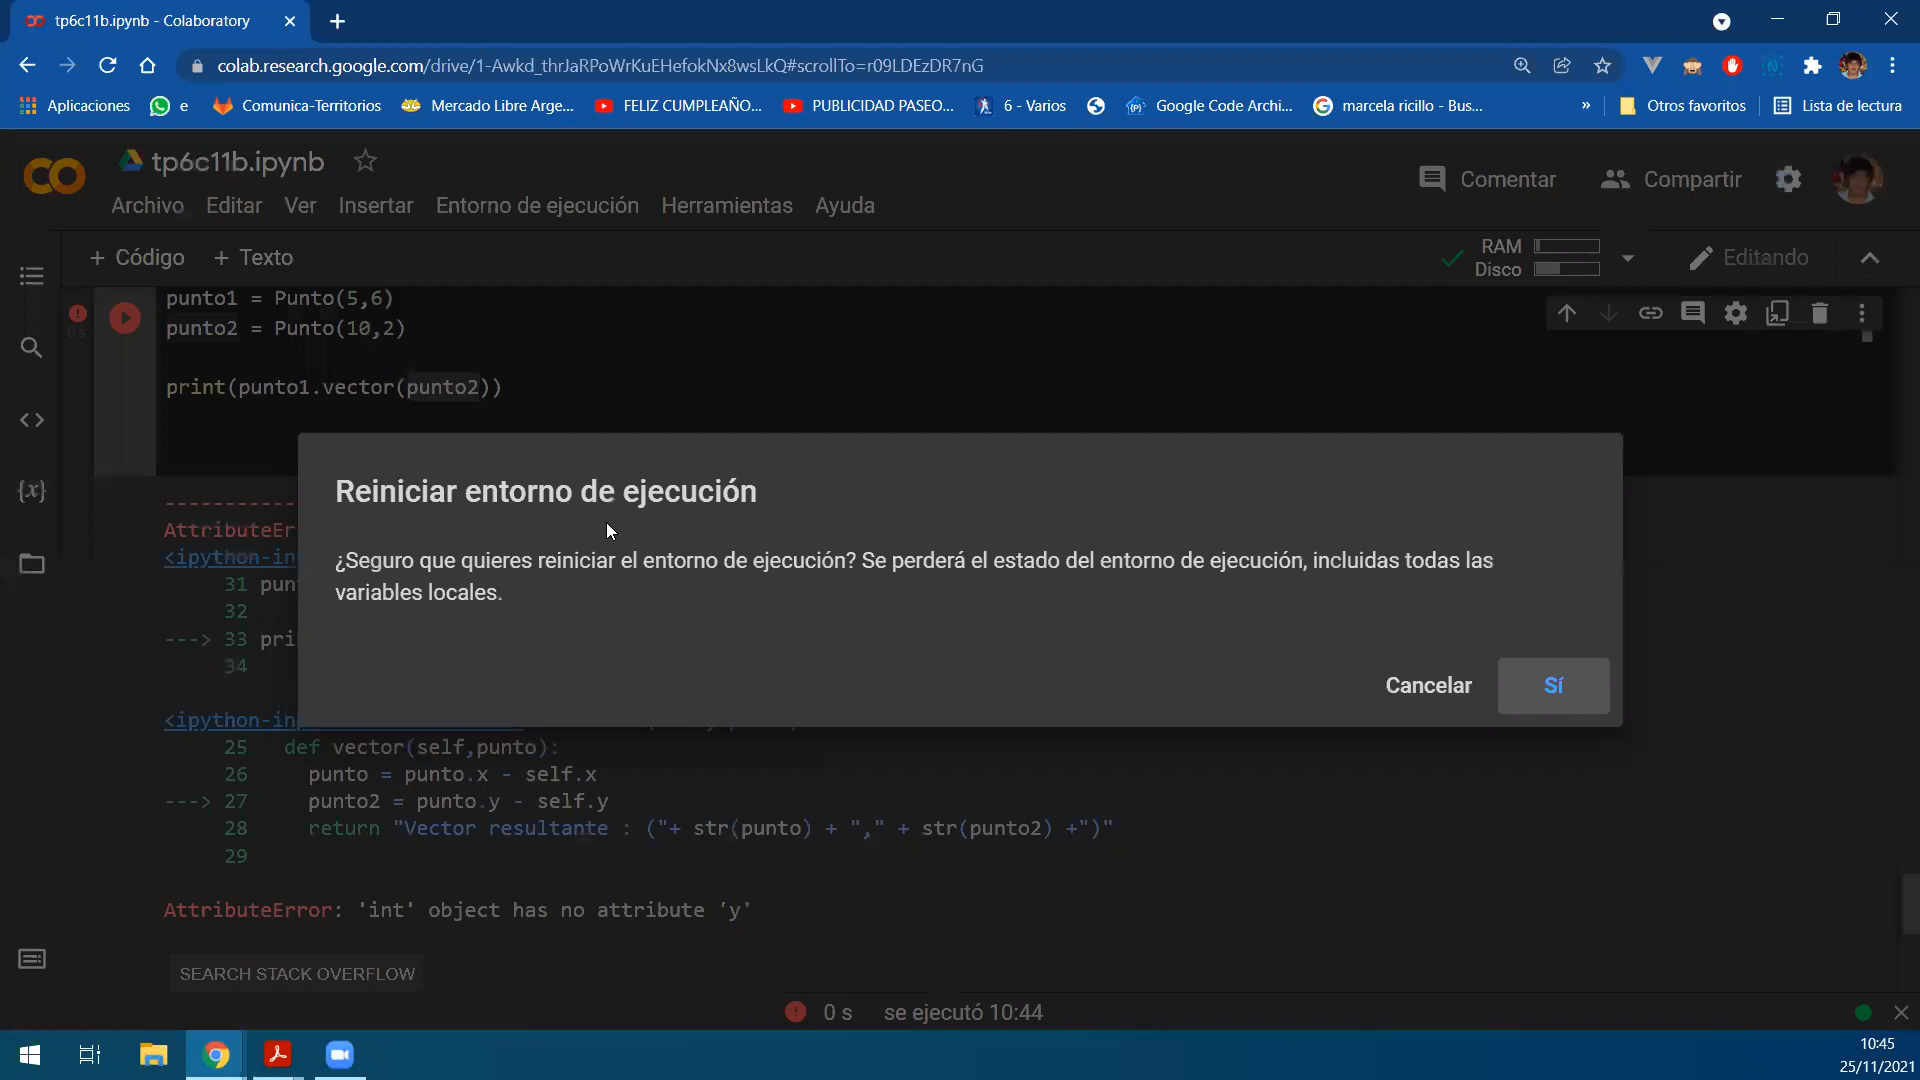 tp6c11b.ipynb - Colaboratory
colab.research.google.com/drive/1-Awkd_thrJaRPoWrKuEHefokNx8wsLkQ#scrollTo=r09LDEzDR7nG
Aplicaciones
e
Comunica-Territorios
Mercado Libre Arge...
FELIZ CUMPLEAÑO...
PUBLICIDAD PASEO...
6 - Varios
Google Code Archi...
marcela ricillo - Bus...
»
Otros favoritos
Lista de lectura
tp6c11b.ipynb
Comentar
Compartir
Archivo Editar Ver Insertar Entorno de ejecución Herramientas Ayuda
+ Código + Texto
RAM
Disco
Editando
punto1 = Punto(5,6)
0 s
punto2 = Punto(10,2)
print(punto1.vector(punto2))
Reiniciar entorno de ejecución
¿Seguro que quieres reiniciar el entorno de ejecución? Se perderá el estado del entorno de ejecución, incluidas todas las
variables locales.
Cancelar
Sí
AttributeEr
<ipython-in
31 pun
32
---> 33 pri
34
<ipython-in
25 def vector(self,punto):
26 punto = punto.x - self.x
---> 27 punto2 = punto.y - self.y
28 return "Vector resultante : ("+ str(punto) + "," + str(punto2) +")"
29
AttributeError: 'int' object has no attribute 'y'
SEARCH STACK OVERFLOW
0 s se ejecutó 10:44
10:45
25/11/2021